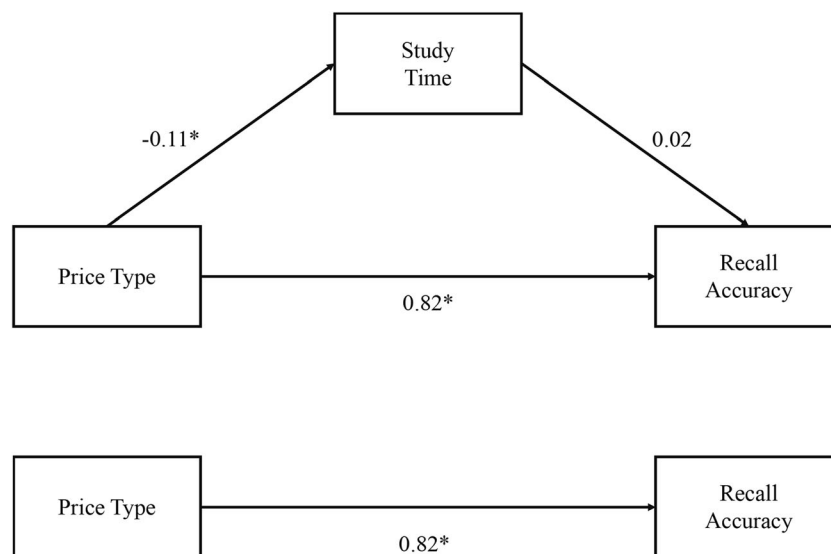 Study
Time
-0.11*
0.02
Price Type
Recall
Accuracy
0.82*
Price Type
Recall
Accuracy
0.82*